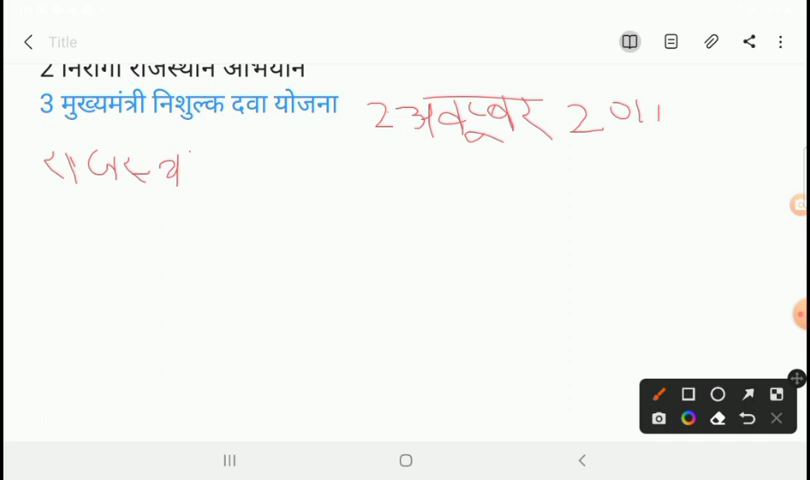 Title
2 निरोगी राजस्थान अभियान
3 मुख्यमंत्री निशुल्क दवा योजना 2 अक्टूबर 2011
राजस्थ